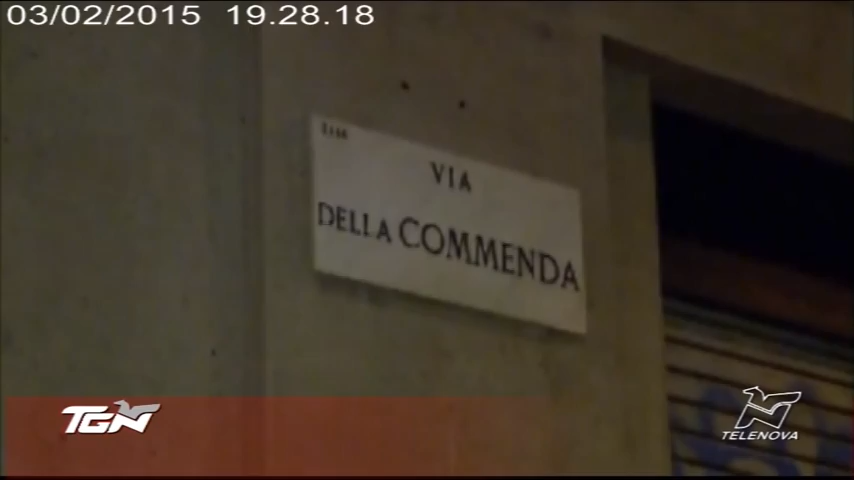 03/02/2015 19.28.18
VIA
DELLA COMMENDA
TGN
TELENOVA